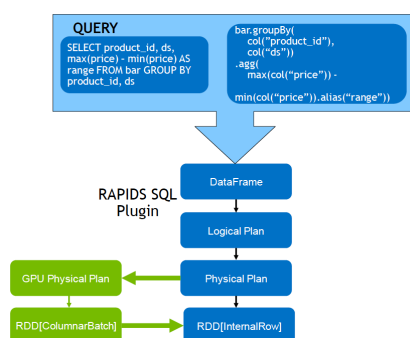 QUERY
SELECT product_id, ds,
max(price) – min(price) AS
range FROM bar GROUP BY
product_id, ds
bar.groupBy(
col(“product_id”),
col(“ds”))
.agg(
max(col(“price”)) -
min(col(“price”)).alias(“range”))
DataFrame
RAPIDS SQL
Plugin
Logical Plan
GPU Physical Plan
Physical Plan
RDD[ColumnarBatch]
RDD[InternalRow]